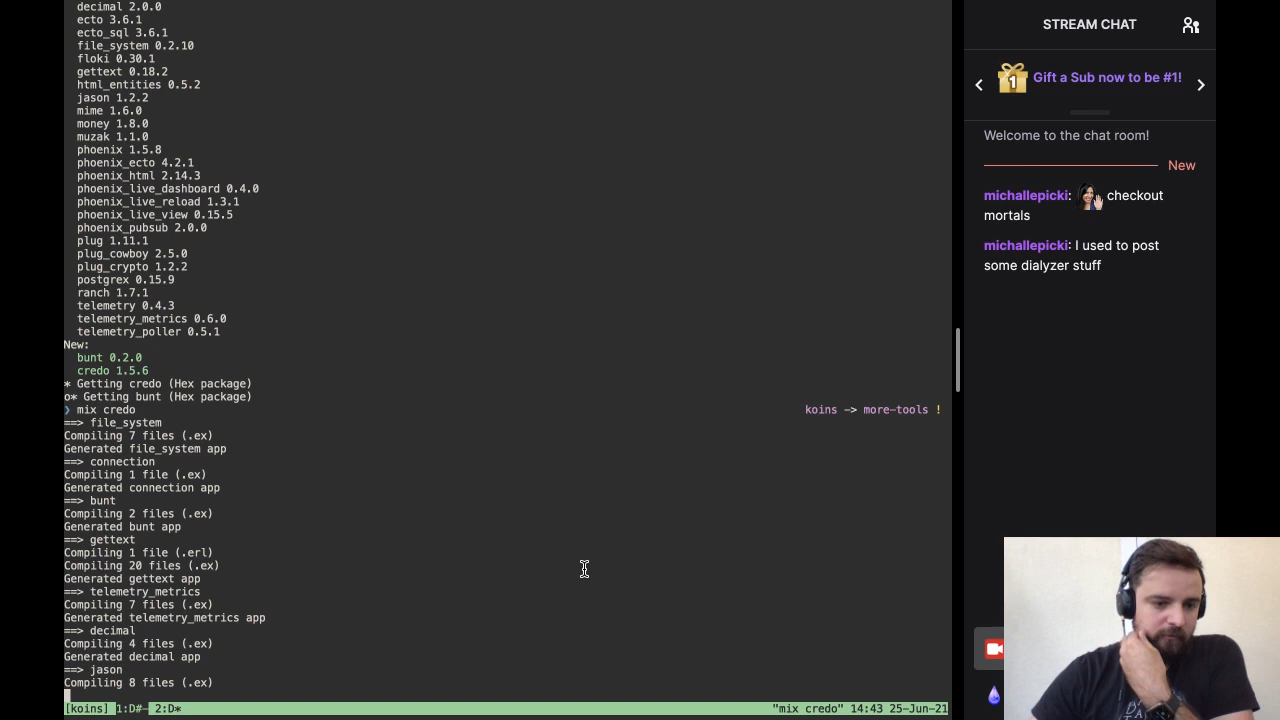 decimal 2.0.0
ecto 3.6.1
ecto_sql 3.6.1
file_system 0.2.10
floki 0.30.1
gettext 0.18.2
html_entities 0.5.2
jason 1.2.2
mime 1.6.0
money 1.8.0
muzak 1.1.0
phoenix 1.5.8
phoenix_ecto 4.2.1
phoenix_html 2.14.3
phoenix_live_dashboard 0.4.0
phoenix_live_reload 1.3.1
phoenix_live_view 0.15.5
phoenix_pubsub 2.0.0
plug 1.11.1
plug_cowboy 2.5.0
plug_crypto 1.2.2
postgrex 0.15.9
ranch 1.7.1
telemetry 0.4.3
telemetry_metrics 0.6.0
telemetry_poller 0.5.1
New:
bunt 0.2.0
credo 1.5.6
* Getting credo (Hex package)
o* Getting bunt (Hex package)
❯ mix credo koins -> more-tools !
==> file_system
Compiling 7 files (.ex)
Generated file_system app
==> connection
Compiling 1 file (.ex)
Generated connection app
==> bunt
Compiling 2 files (.ex)
Generated bunt app
==> gettext
Compiling 1 file (.erl)
Compiling 20 files (.ex)
Generated gettext app
==> telemetry_metrics
Compiling 7 files (.ex)
Generated telemetry_metrics app
==> decimal
Compiling 4 files (.ex)
Generated decimal app
==> jason
Compiling 8 files (.ex)
[koins] 1:D#- 2:D* "mix credo" 14:43 25-Jun-21
STREAM CHAT
1 Gift a Sub now to be #1!
Welcome to the chat room!
New
michallepicki: checkout
mortals
michallepicki: I used to post
some dialyzer stuff